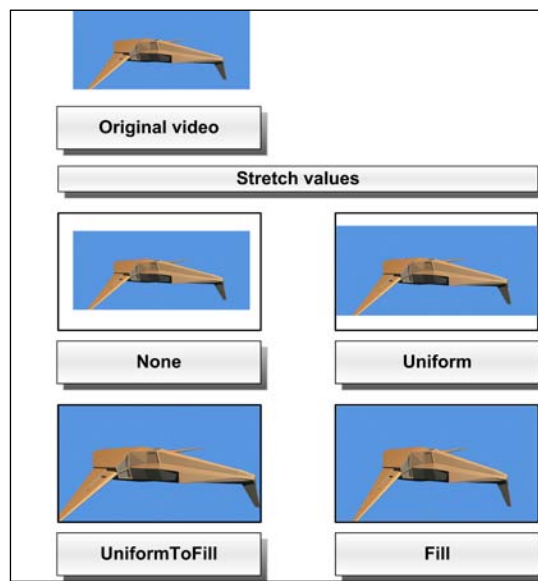 Original video
Stretch values
None
Uniform
UniformToFill
Fill